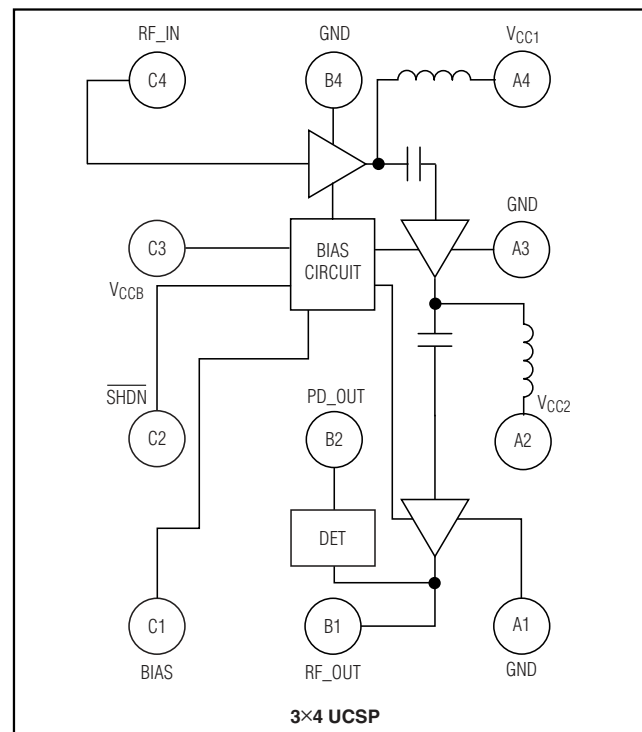 RF_IN GND VCC1
C4 B4 A4
GND
C3 BIAS CIRCUIT A3
VCCB
SHDN PD_OUT VCC2
C2 B2 A2
DET
C1 B1 A1
BIAS RF_OUT GND
3×4 UCSP